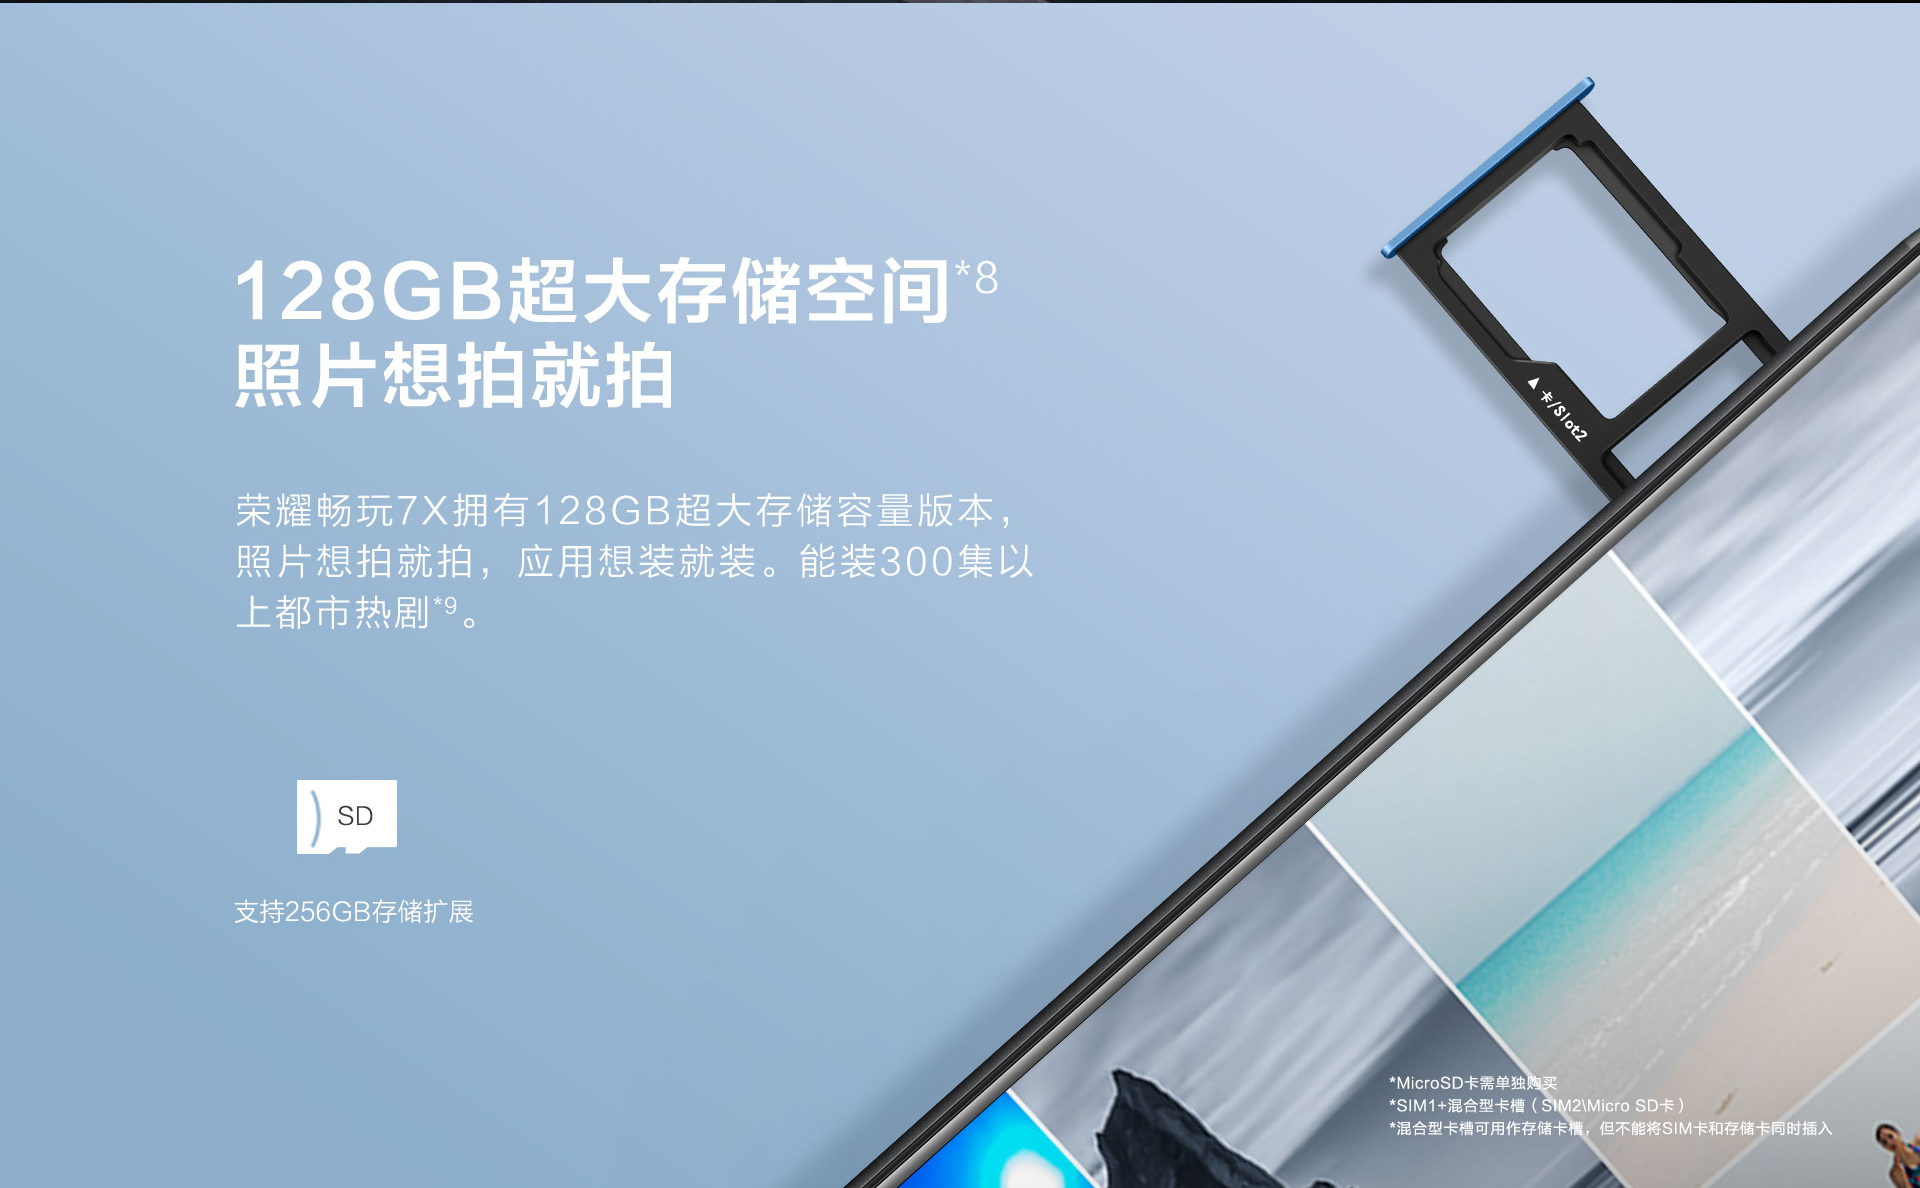 128GB超大存储空间*8
照片想拍就拍
荣耀畅玩7X拥有128GB超大存储容量版本，
照片想拍就拍，应用想装就装。能装300集以
上都市热剧*9。
SD
支持256GB存储扩展
▲ 卡/Slot2
*MicroSD卡需单独购买
*SIM1+混合型卡槽（SIM2\Micro SD卡）
*混合型卡槽可用作存储卡槽，但不能将SIM卡和存储卡同时插入